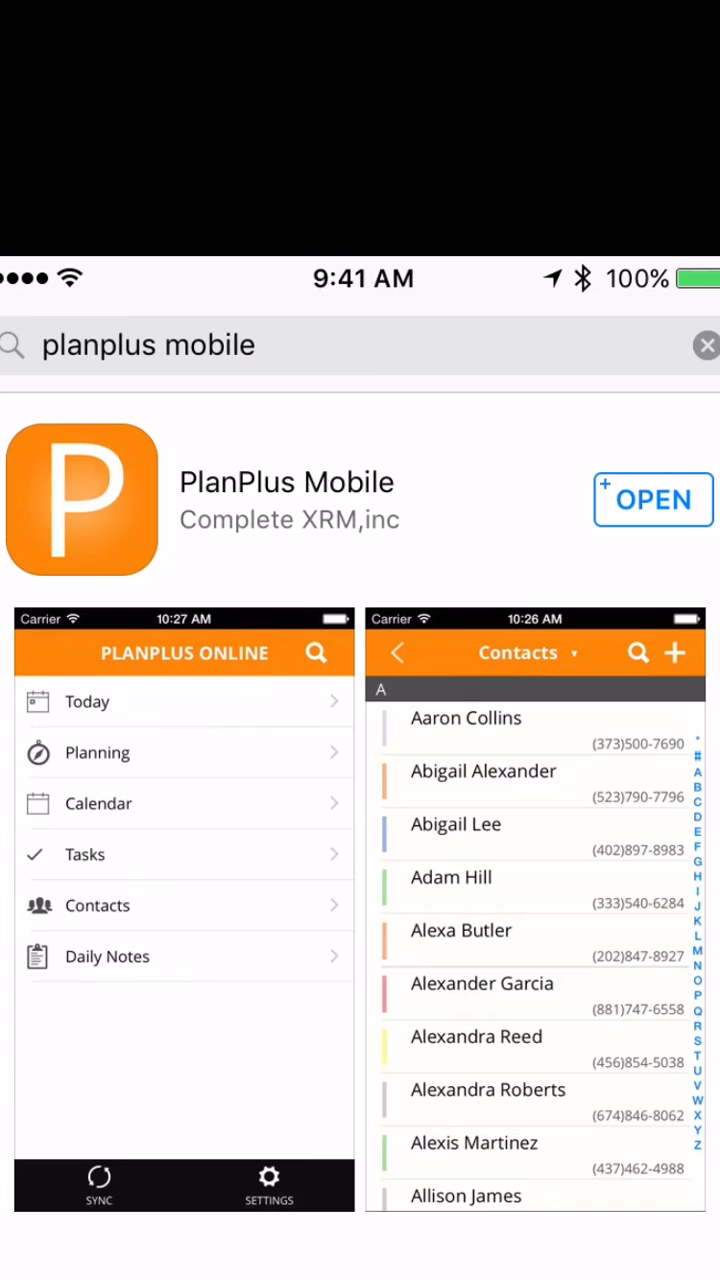 9:41 AM 100%
planplus mobile
P
PlanPlus Mobile
Complete XRM,inc
+ OPEN
Carrier 10:27 AM
PLANPLUS ONLINE
Today
Planning
Calendar
Tasks
Contacts
Daily Notes
SYNC
SETTINGS
Carrier 10:26 AM
Contacts
A
Aaron Collins
(373)500-7690
Abigail Alexander
(523)790-7796
Abigail Lee
(402)897-8983
Adam Hill
(333)540-6284
Alexa Butler
(202)847-8927
Alexander Garcia
(881)747-6558
Alexandra Reed
(456)854-5038
Alexandra Roberts
(674)846-8062
Alexis Martinez
(437)462-4988
Allison James
*
#
A
B
C
D
E
F
G
H
I
J
K
L
M
N
O
P
Q
R
S
T
U
V
W
X
Y
Z